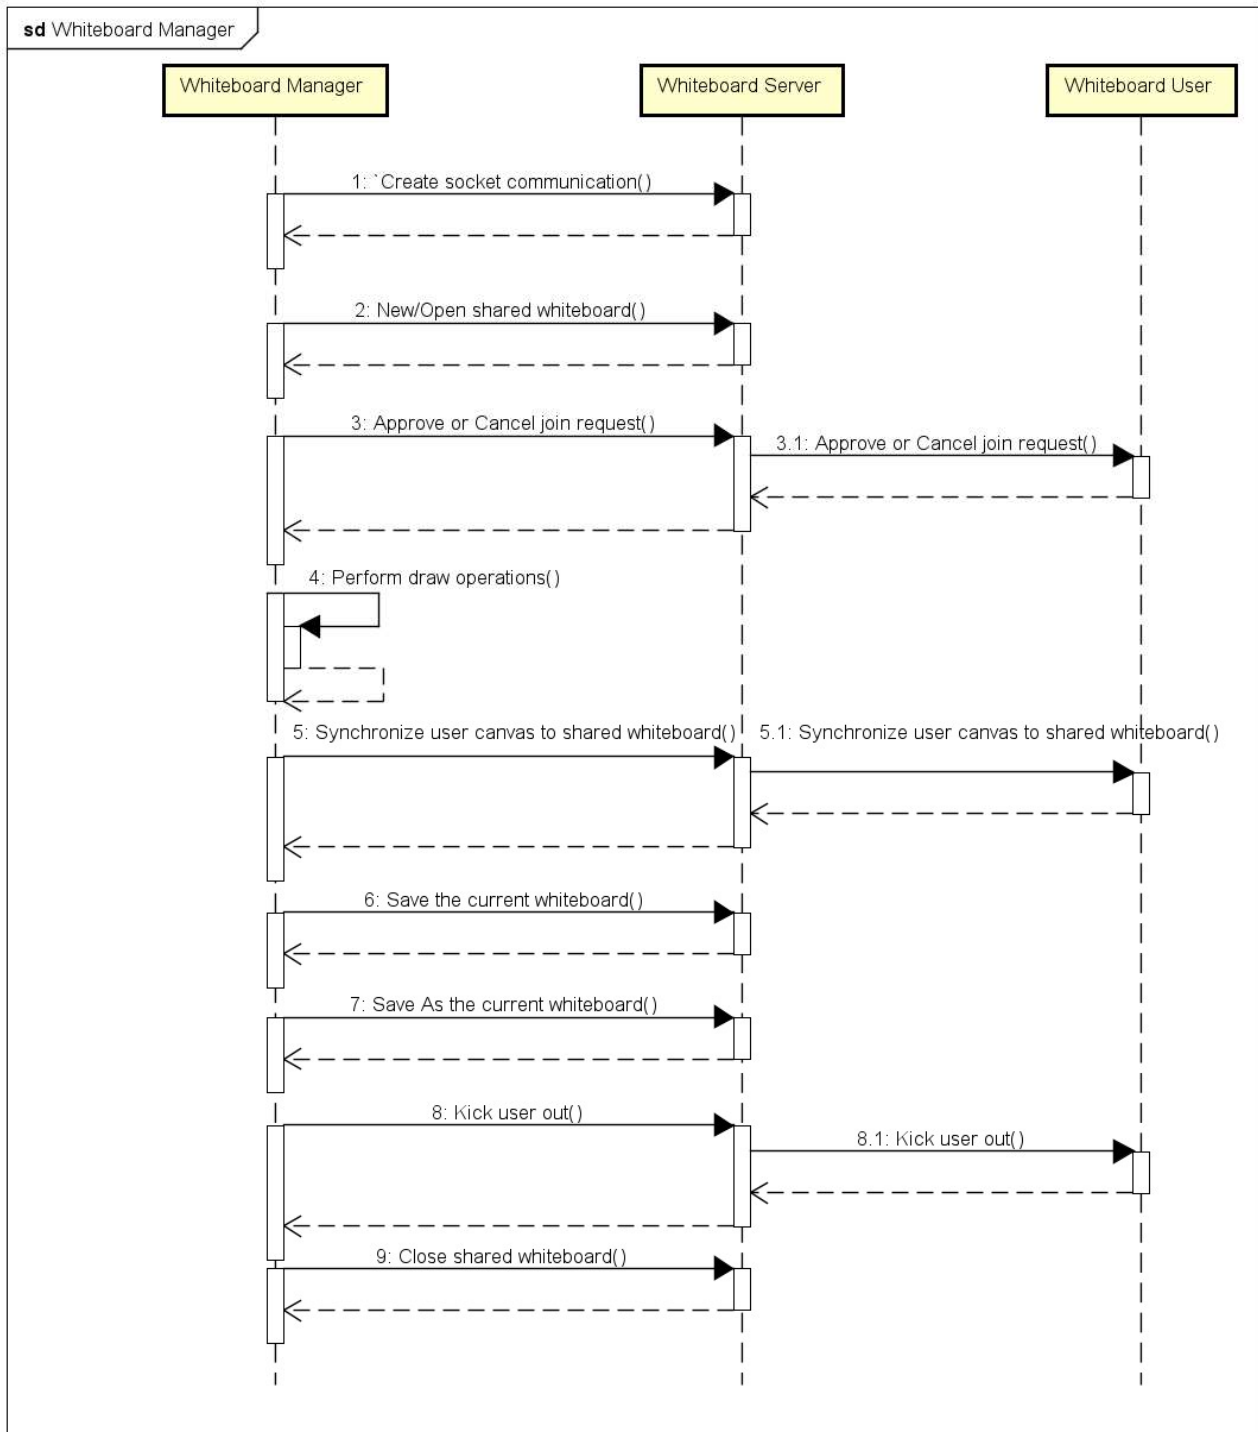 sd Whiteboard Manager
Whiteboard Manager
Whiteboard Server
Whiteboard User
1: `Create socket communication()
2: New/Open shared whiteboard()
3: Approve or Cancel join request()
3.1: Approve or Cancel join request()
4: Perform draw operations()
5: Synchronize user canvas to shared whiteboard()
5.1: Synchronize user canvas to shared whiteboard()
6: Save the current whiteboard()
7: Save As the current whiteboard()
8: Kick user out()
8.1: Kick user out()
9: Close shared whiteboard()